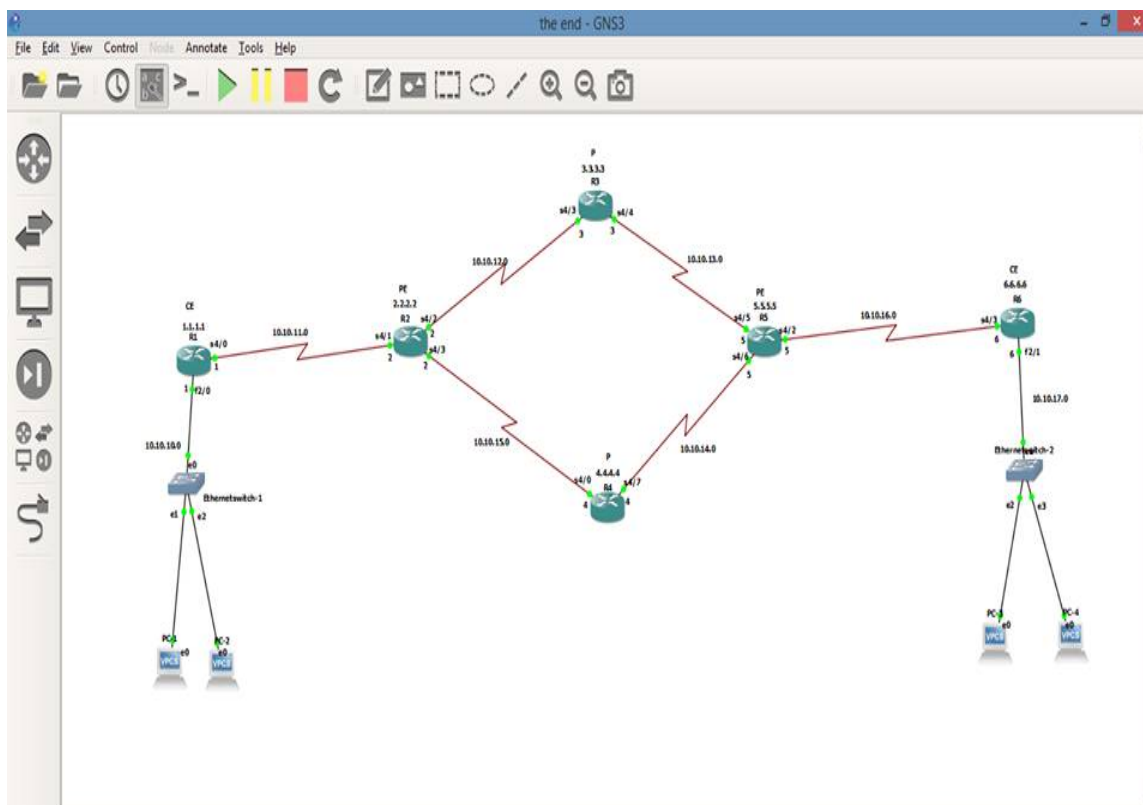 the end - GNS3
File Edit View Control Node Annotate Tools Help
P
3.3.3.3
R3
s4/3 s4/4
3 3
10.10.12.0 10.10.13.0
CE
6.6.6.6
R6
PE
2.2.2.2
R2
PE
5.5.5.5
R5
CE
1.1.1.1
R1
s4/0
1
10.10.11.0
s4/1
2
s4/2
2
s4/3
2
s4/5
5
s4/2
5
s4/6
5
10.10.16.0
s4/3
6
6 f2/1
1 f2/0
10.10.10.0
10.10.17.0
10.10.15.0
10.10.14.0
P
4.4.4.4
R4
s4/0
4
s4/7
4
e0
Ethernetswitch-1
e1 e2
Ethernetswitch-2
e2 e3
PC-1
e0
VPCS
PC-2
e0
VPCS
e0
VPCS
PC-4
e0
VPCS